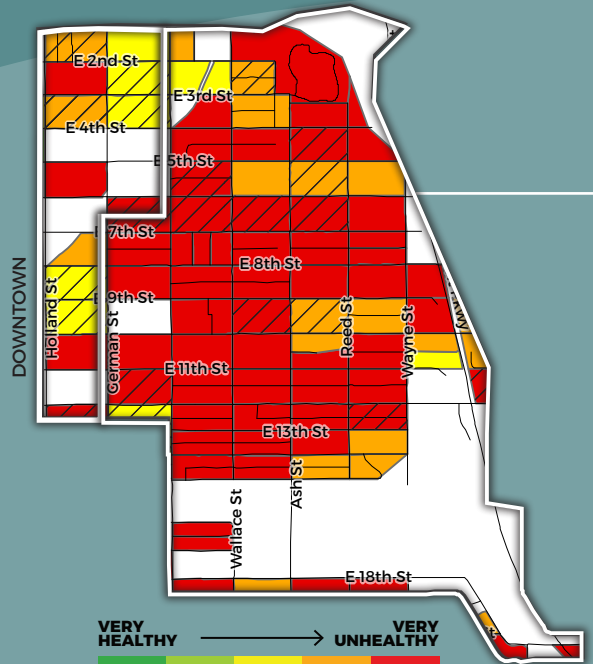 E 2nd St
E 3rd St
E 4th St
E 5th St
E 7th St
E 8th St
E 9th St
E 11th St
E 13th St
E 18th St
DOWNTOWN
Holland St
German St
Wallace St
Ash St
Reed St
Wayne St
VERY HEALTHY
VERY UNHEALTHY